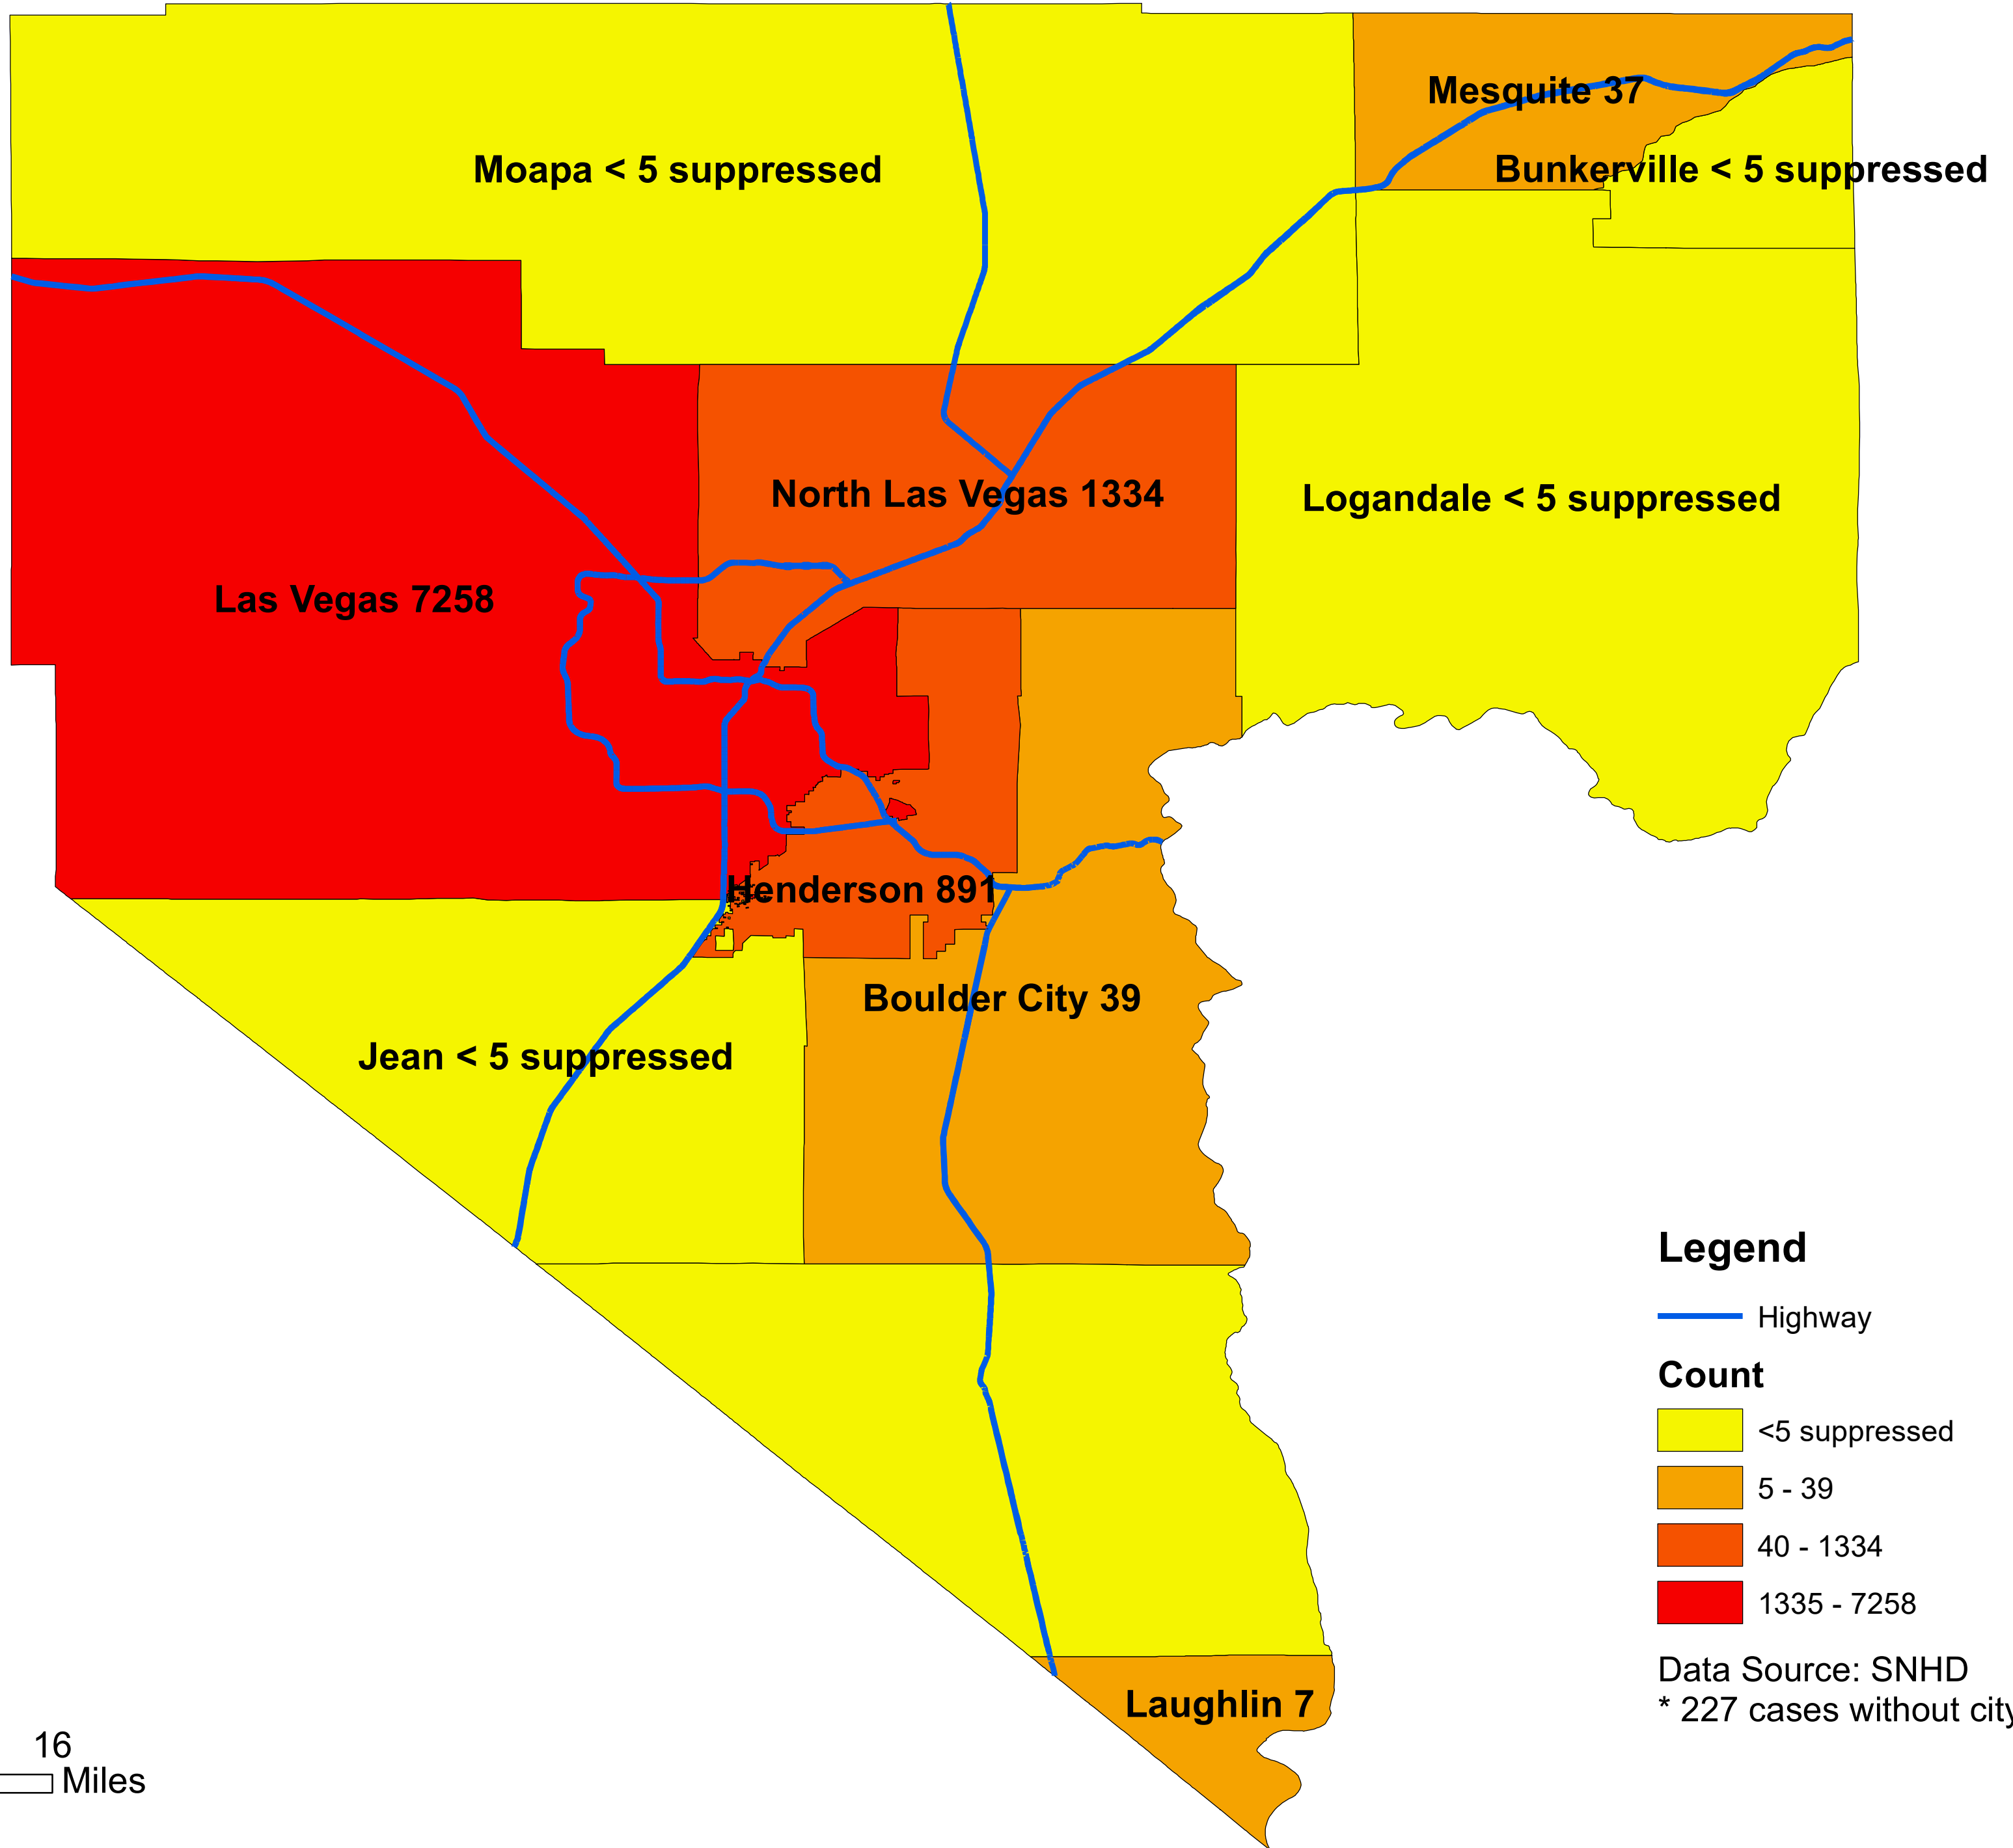 Mesquite 37
Moapa < 5 suppressed
Bunkerville < 5 suppressed
North Las Vegas 1334
Logandale < 5 suppressed
Las Vegas 7258
Henderson 891
Boulder City 39
Jean < 5 suppressed
Laughlin 7
Legend
Highway
Count
<5 suppressed
5 - 39
40 - 1334
1335 - 7258
Data Source: SNHD
* 227 cases without city
16
Miles